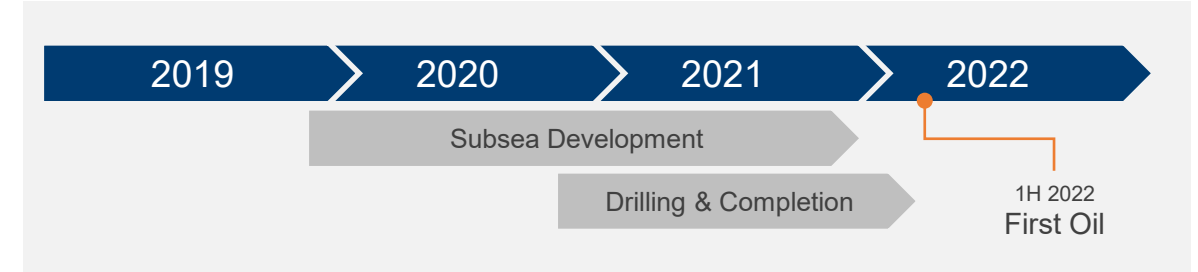 2019 2020 2021 2022
Subsea Development
Drilling & Completion
1H 2022
First Oil